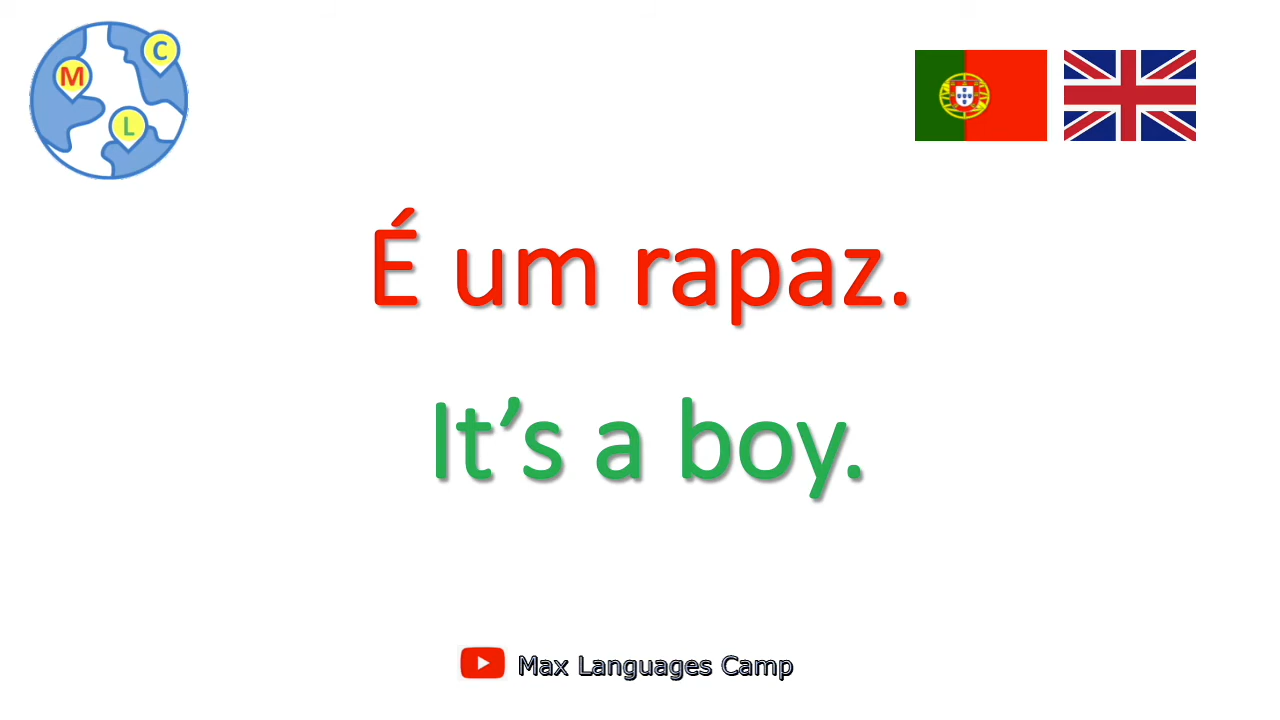 M
C
L
É um rapaz.
It’s a boy.
Max Languages Camp